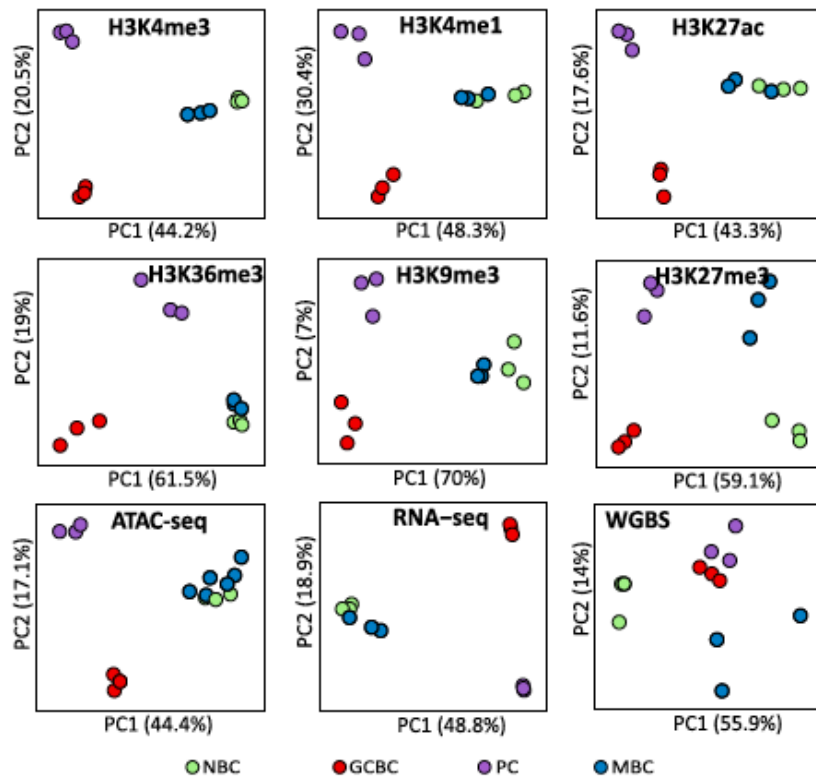 H3K4me3
PC2 (20.5%)
PC1 (44.2%)
H3K4me1
PC2 (30.4%)
PC1 (48.3%)
H3K27ac
PC2 (17.6%)
PC1 (43.3%)
H3K36me3
PC2 (19%)
PC1 (61.5%)
H3K9me3
PC2 (7%)
PC1 (70%)
H3K27me3
PC2 (11.6%)
PC1 (59.1%)
ATAC-seq
PC2 (17.1%)
PC1 (44.4%)
RNA−seq
PC2 (18.9%)
PC1 (48.8%)
WGBS
PC2 (14%)
PC1 (55.9%)
NBC GCBC PC MBC